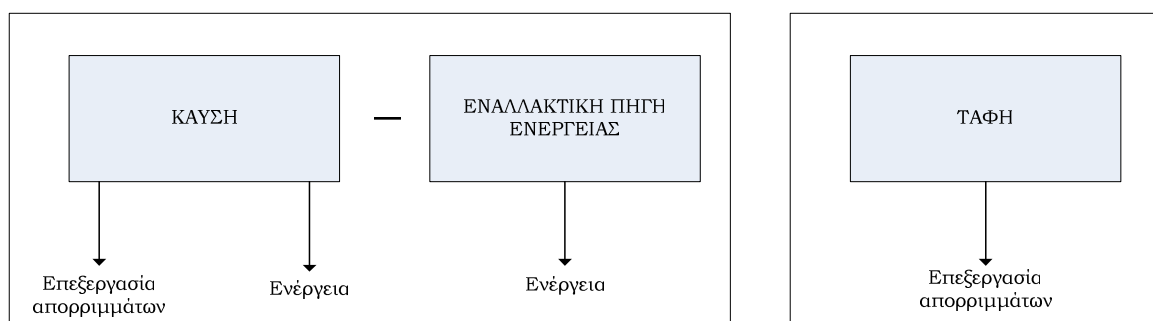 ΚΑΥΣΗ
ΕΝΑΛΛΑΚΤΙΚΗ ΠΗΓΗ
ΕΝΕΡΓΕΙΑΣ
ΤΑΦΗ
Επεξεργασία
απορριμμάτων
Ενέργεια
Ενέργεια
Επεξεργασία
απορριμμάτων